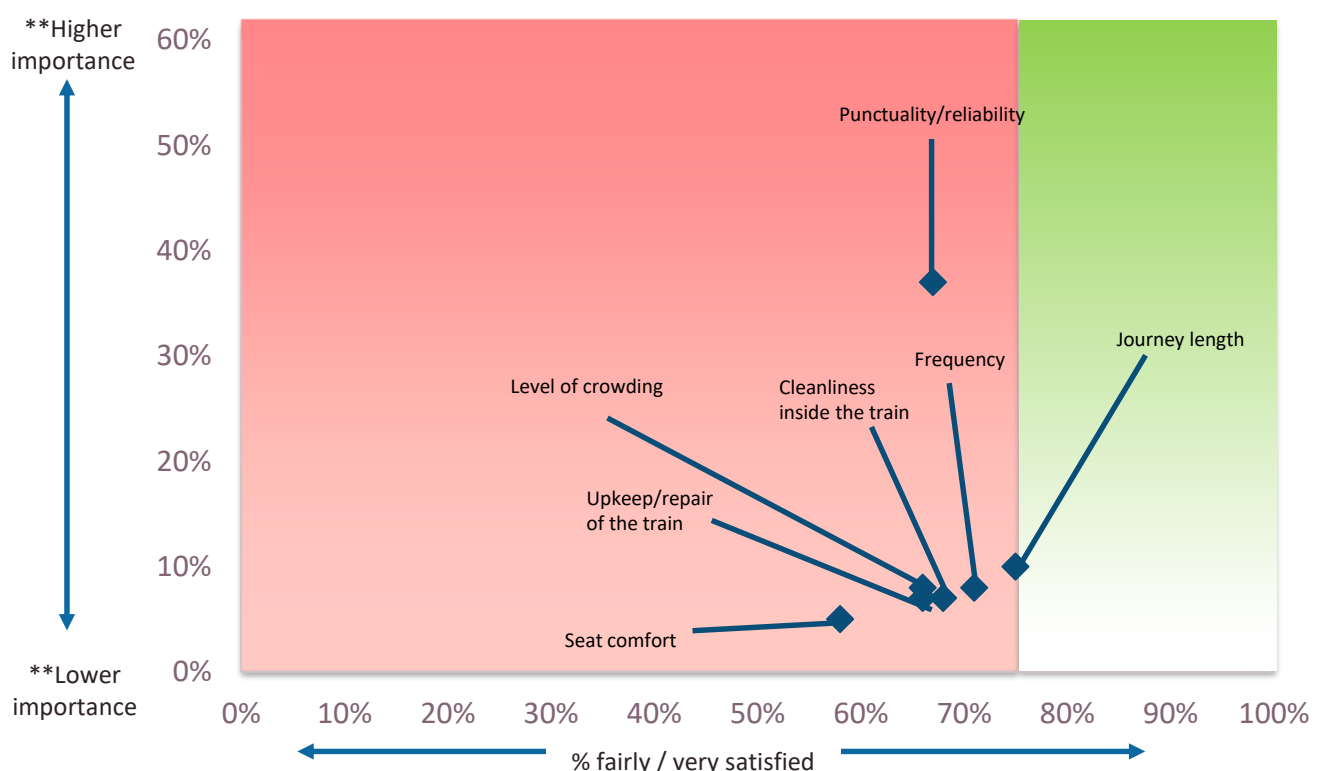 **Higher
importance
60%
50%
40%
30%
20%
10%
0%
**Lower
importance
Punctuality/reliability
Journey length
Frequency
Level of crowding
Cleanliness
inside the train
Upkeep/repair
of the train
Seat comfort
0% 10% 20% 30% 40% 50% 60% 70% 80% 90% 100%
% fairly / very satisfied